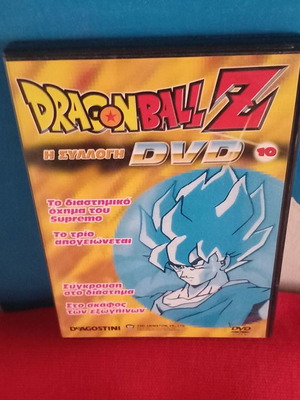 DRAGON BALL Z
Η ΣΥΛΛΟΓΗ DVD 10
Το διαστημικό
όχημα του
Supremo
Το τρίο
απογειώνεται
Σύγκρουση
στο διάστημα
Στο σκάφος
των εξωγήινων
DeAGOSTINI
DVD